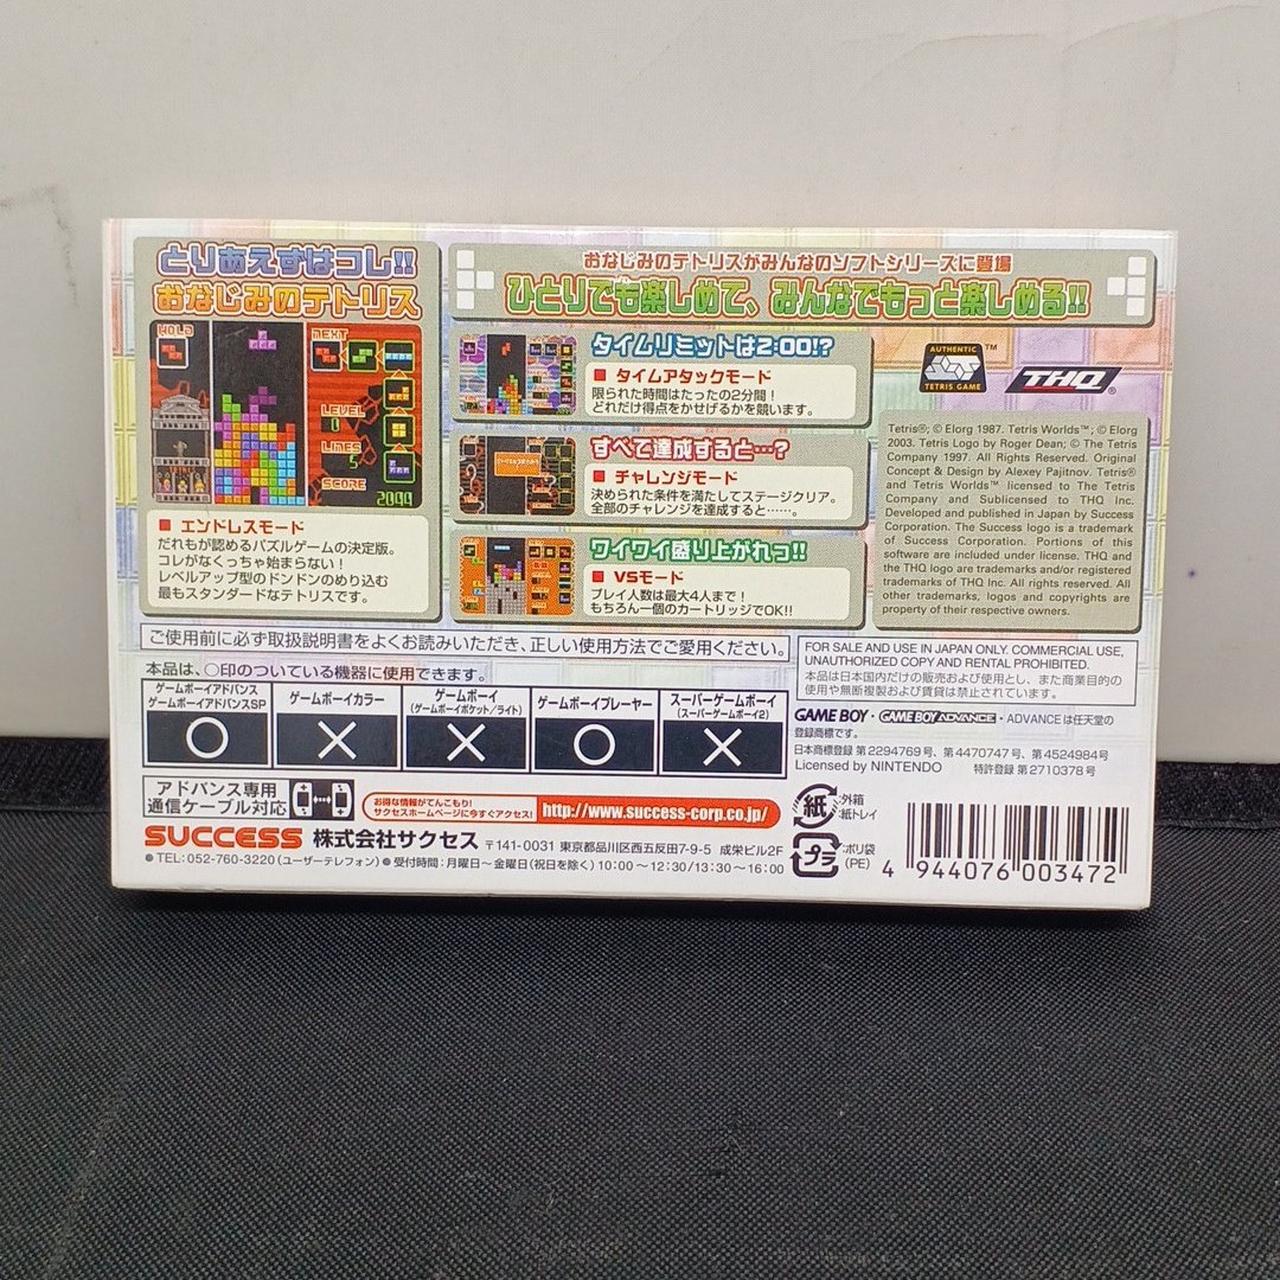 とりあえずはコレ!!
おなじみのテトリス
HOLD
NEXT
LEVEL
LINES
5
SCORE
2044
■ エンドレスモード
だれもが認めるパズルゲームの決定版。
コレがなくっちゃ始まらない!
レベルアップ型のドンドンのめり込む
最もスタンダードなテトリスです。
おなじみのテトリスがみんなのソフトシリーズに登場
ひとりでも楽しめて、みんなでもっと楽しめる!!
タイムリミットは2:00!?
■ タイムアタックモード
限られた時間はたったの2分間!
どれだけ得点をかせげるかを競います。
すべて達成すると…?
■ チャレンジモード
決められた条件を満たしてステージクリア。
全部のチャレンジを達成すると……。
ワイワイ盛り上がれっ!!
■ VSモード
プレイ人数は最大4人まで!
もちろん一個のカートリッジでOK!!
AUTHENTIC
TETRIS GAME
™
THQ®
Tetris®; © Elorg 1987. Tetris Worlds™; © Elorg
2003. Tetris Logo by Roger Dean; © The Tetris
Company 1997. All Rights Reserved. Original
Concept & Design by Alexey Pajitnov. Tetris®
and Tetris Worlds™ licensed to The Tetris
Company and Sublicensed to THQ Inc.
Developed and published in Japan by Success
Corporation. The Success logo is a trademark
of Success Corporation. Portions of this
software are included under license. THQ and
the THQ logo are trademarks and/or registered
trademarks of THQ Inc. All rights reserved. All
other trademarks, logos and copyrights are
property of their respective owners.
ご使用前に必ず取扱説明書をよくお読みいただき、正しい使用方法でご愛用ください。
本品は、○印のついている機器に使用できます。
ゲームボーイアドバンス
ゲームボーイアドバンスSP
○
ゲームボーイカラー
×
ゲームボーイ
(ゲームボーイポケット/ライト)
×
ゲームボーイプレーヤー
○
スーパーゲームボーイ
(スーパーゲームボーイ2)
×
FOR SALE AND USE IN JAPAN ONLY. COMMERCIAL USE,
UNAUTHORIZED COPY AND RENTAL PROHIBITED.
本品は日本国内だけの販売および使用とし、また商業目的の
使用や無断複製および賃貸は禁止されています。
GAME BOY・GAME BOY ADVANCE・ADVANCEは任天堂の
登録商標です。
日本商標登録 第2294769号、第4470747号、第4524984号
Licensed by NINTENDO 特許登録 第2710378号
アドバンス専用
通信ケーブル対応
お得な情報がてんこもり!
サクセスホームページに今すぐアクセス!
http://www.success-corp.co.jp/
SUCCESS 株式会社サクセス 〒141-0031 東京都品川区西五反田7-9-5 成栄ビル2F
●TEL:052-760-3220(ユーザーテレフォン)●受付時間:月曜日~金曜日(祝日を除く)10:00~12:30/13:30~16:00
紙 :外箱
:紙トレイ
プラ :ポリ袋
(PE)
4 944076 003472